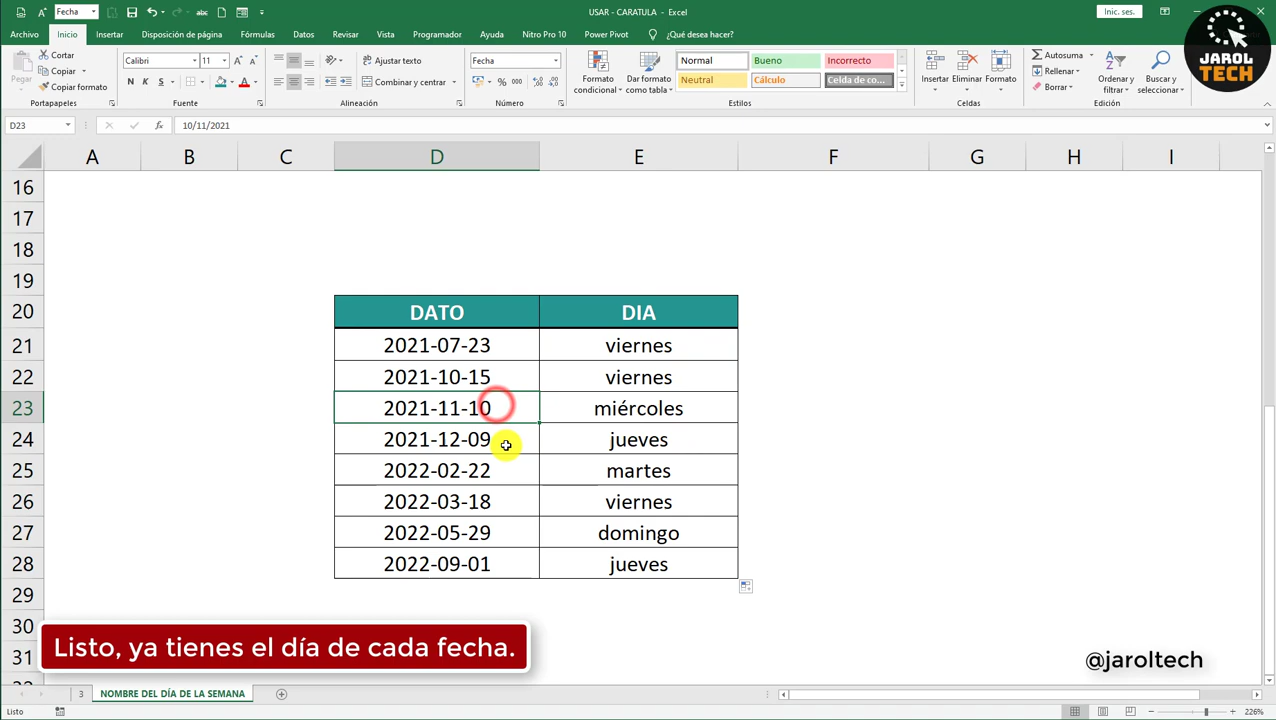 Fecha
USAR - CARATULA - Excel
Inic. ses.
Archivo Inicio Insertar Disposición de página Fórmulas Datos Revisar Vista Programador Ayuda Nitro Pro 10 Power Pivot ¿Qué desea hacer?
JAROL
TECH
Pegar
Cortar
Copiar
Copiar formato
Portapapeles
Calibri 11
N K S
Fuente
Ajustar texto
Combinar y centrar
Alineación
Fecha
% 000
Número
Formato condicional
Dar formato como tabla
Normal Bueno Incorrecto
Neutral Cálculo Celda de co...
Estilos
Insertar Eliminar Formato
Celdas
Autosuma
Rellenar
Borrar
Ordenar y filtrar
Buscar y seleccionar
Edición
D23 fx 10/11/2021
A B C D E F G H I
16
17
18
19
20 DATO DIA
21 2021-07-23 viernes
22 2021-10-15 viernes
23 2021-11-10 miércoles
24 2021-12-09 jueves
25 2022-02-22 martes
26 2022-03-18 viernes
27 2022-05-29 domingo
28 2022-09-01 jueves
29
30
31
Listo, ya tienes el día de cada fecha.
@jaroltech
3 NOMBRE DEL DÍA DE LA SEMANA
Listo
226%